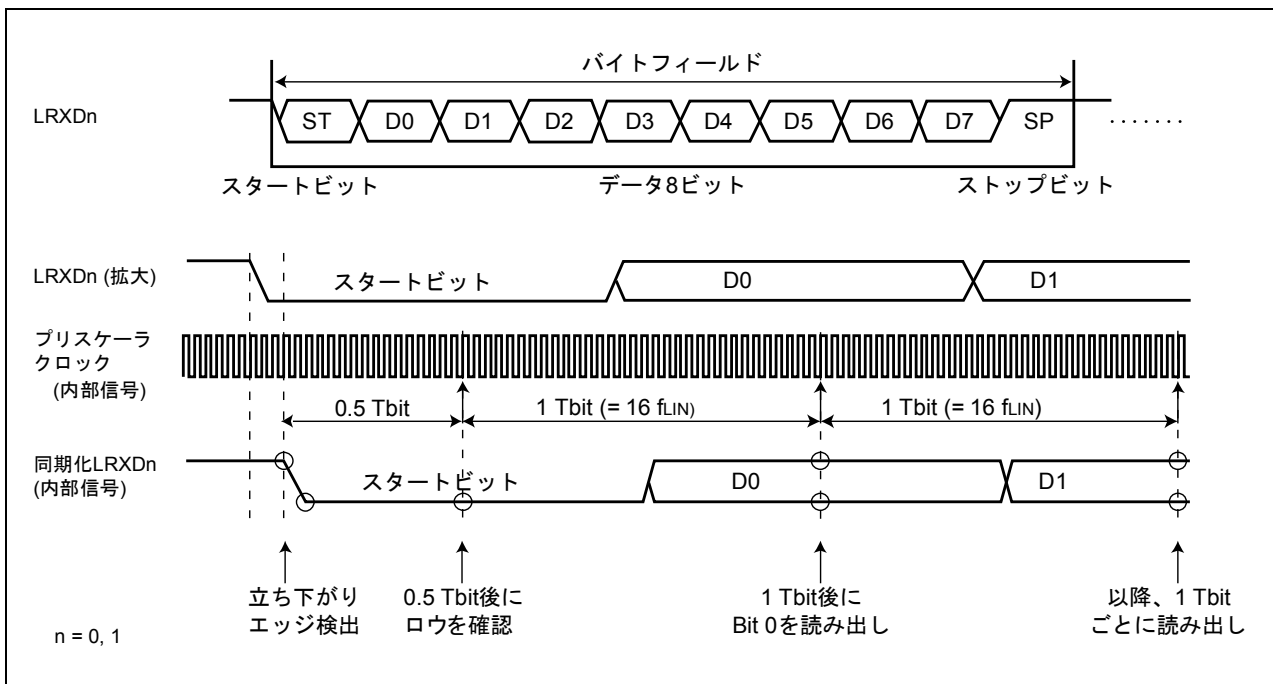 バイトフィールド
LRXDn
ST D0 D1 D2 D3 D4 D5 D6 D7 SP ·······
スタートビット データ8ビット ストップビット
LRXDn (拡大)
スタートビット D0 D1
プリスケーラ
クロック
(内部信号)
0.5 Tbit 1 Tbit (= 16 fLIN) 1 Tbit (= 16 fLIN)
同期化LRXDn
(内部信号)
スタートビット D0 D1
立ち下がり
エッジ検出
0.5 Tbit後に
ロウを確認
1 Tbit後に
Bit 0を読み出し
以降、1 Tbit
ごとに読み出し
n = 0, 1